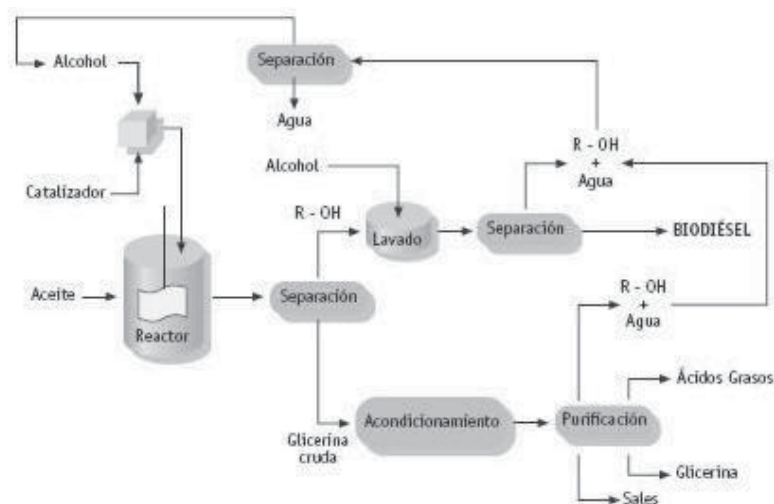 Alcohol
Separación
Agua
R - OH
+
Agua
Alcohol
Catalizador
R - OH
Lavado
Separación
BIODIÉSEL
Aceite
Reactor
Separación
R - OH
+
Agua
Ácidos Grasos
Glicerina
cruda
Acondicionamiento
Purificación
Glicerina
Sales